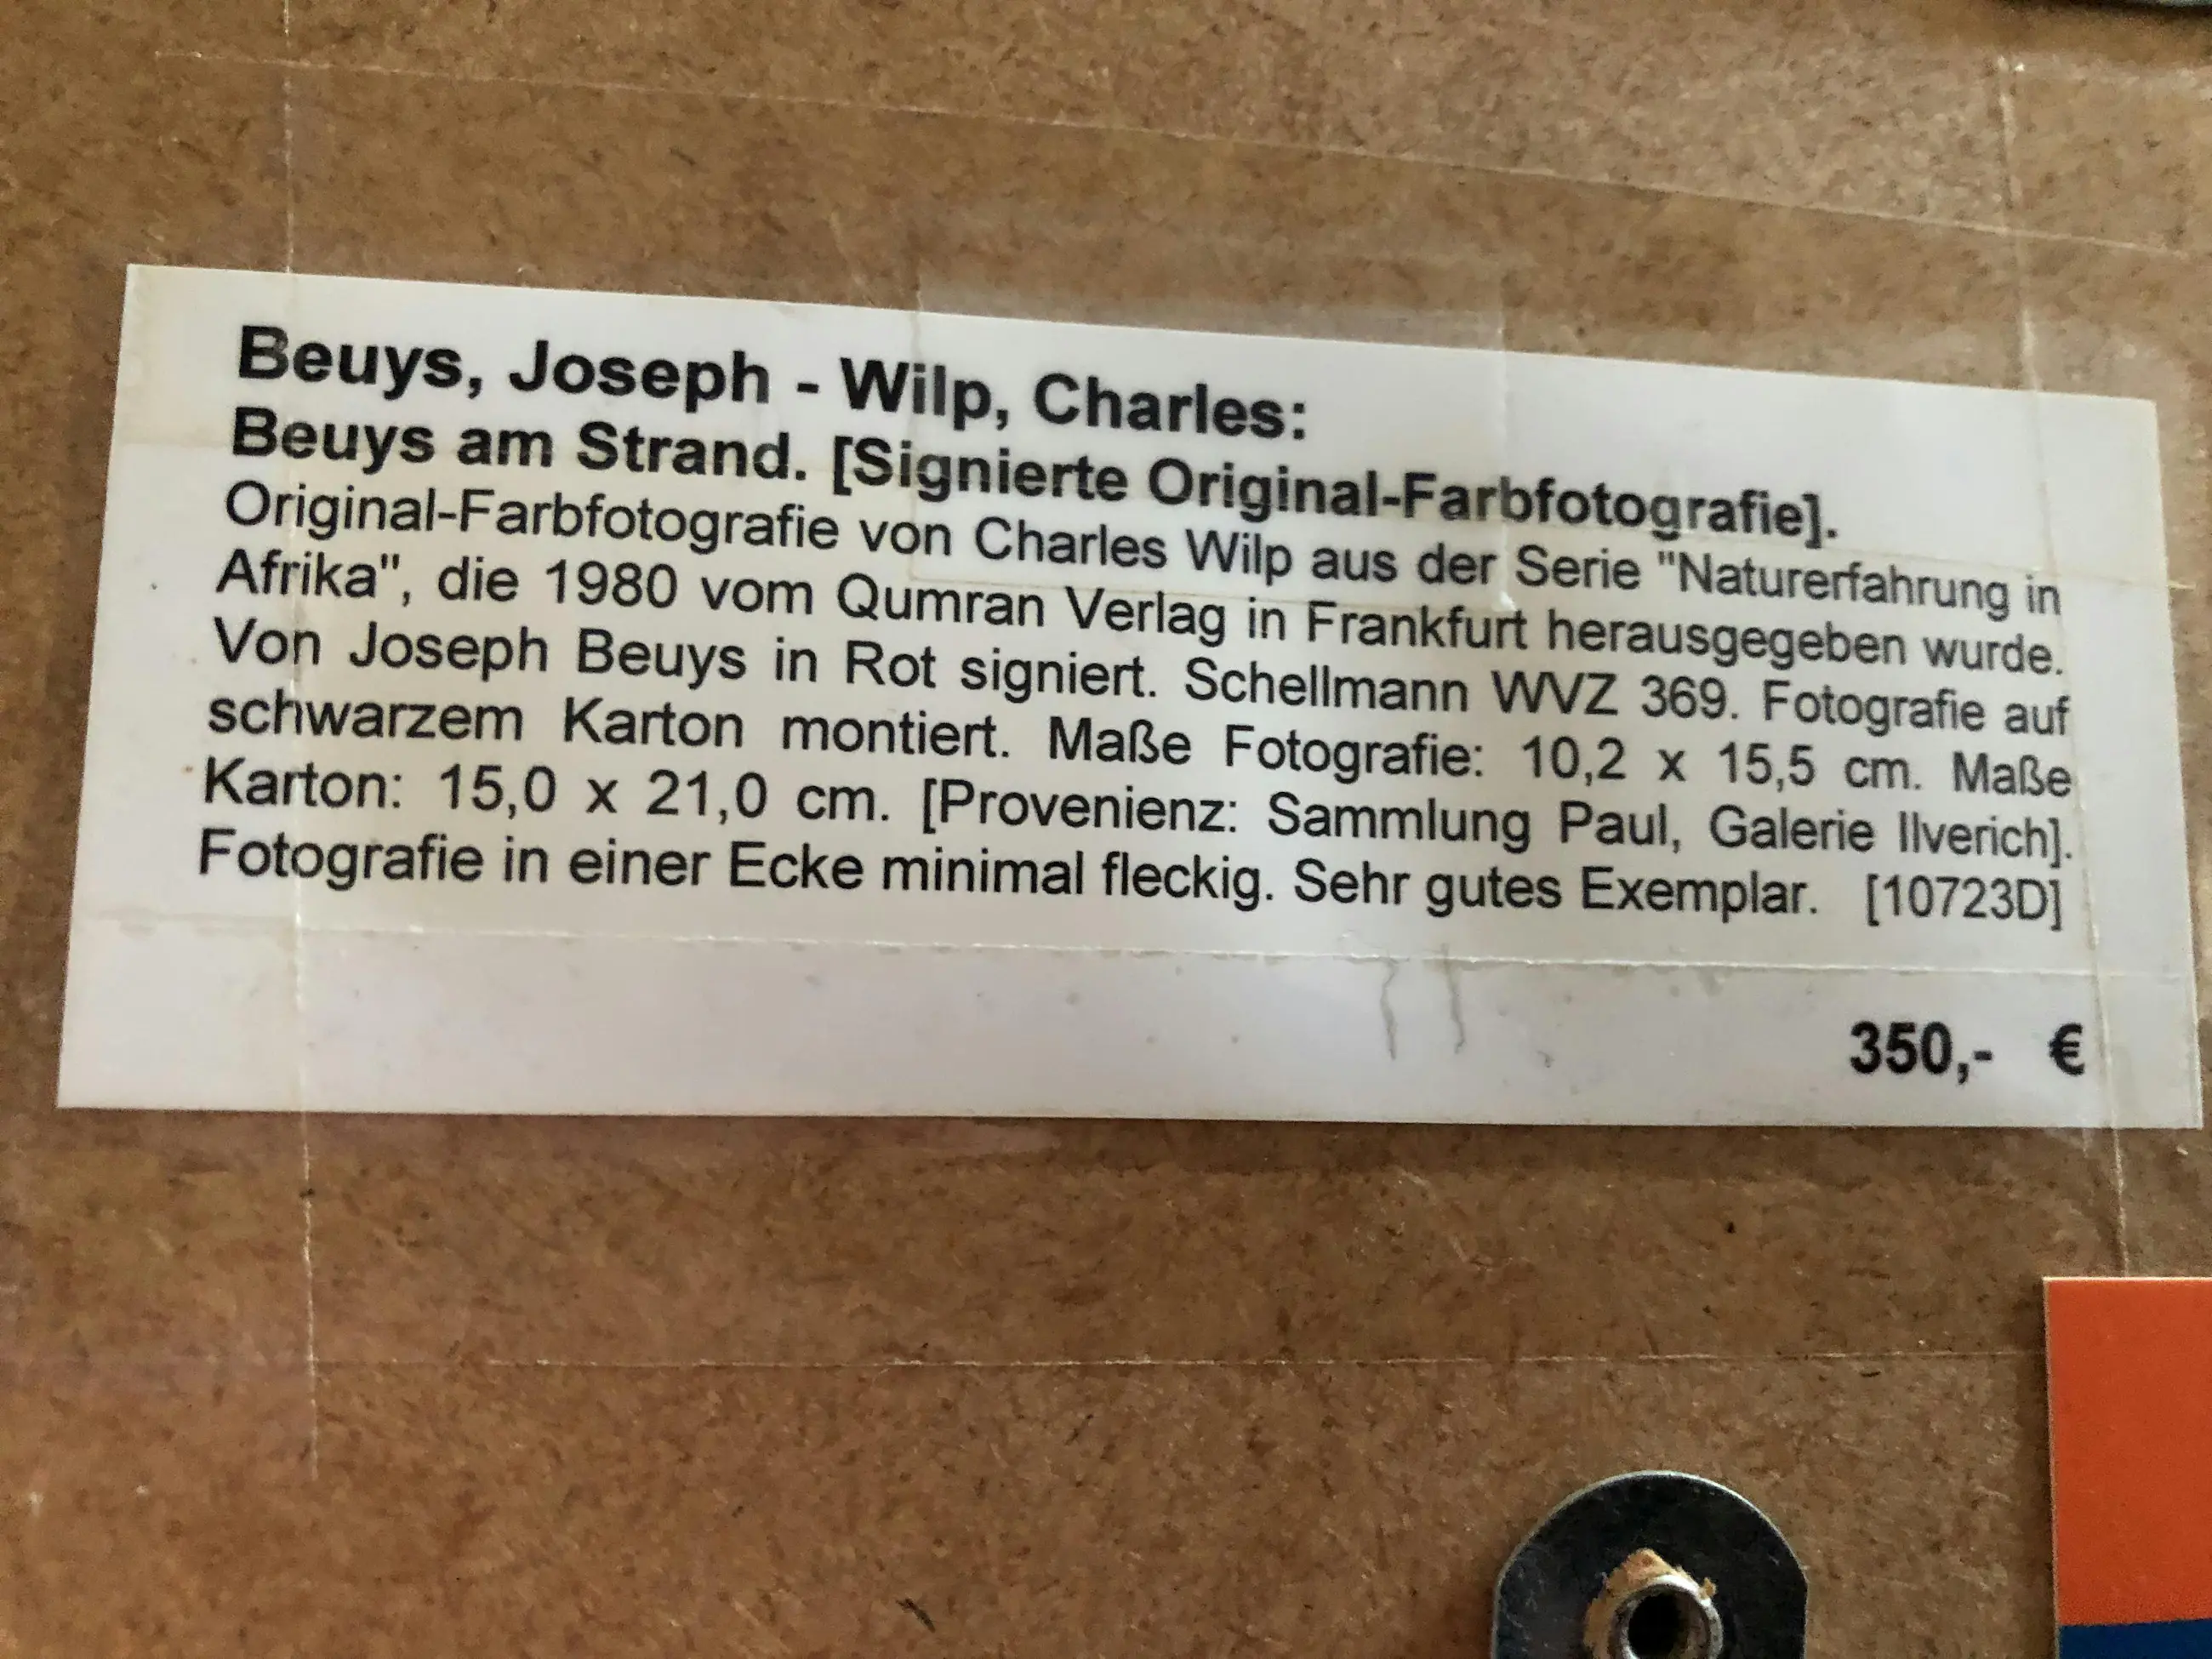 Beuys, Joseph - Wilp, Charles:
Beuys am Strand. [Signierte Original-Farbfotografie].
Original-Farbfotografie von Charles Wilp aus der Serie "Naturerfahrung in
Afrika", die 1980 vom Qumran Verlag in Frankfurt herausgegeben wurde.
Von Joseph Beuys in Rot signiert. Schellmann WVZ 369. Fotografie auf
schwarzem Karton montiert. Maße Fotografie: 10,2 x 15,5 cm. Maße
Karton: 15,0 x 21,0 cm. [Provenienz: Sammlung Paul, Galerie Ilverich].
Fotografie in einer Ecke minimal fleckig. Sehr gutes Exemplar. [10723D]
350,- €